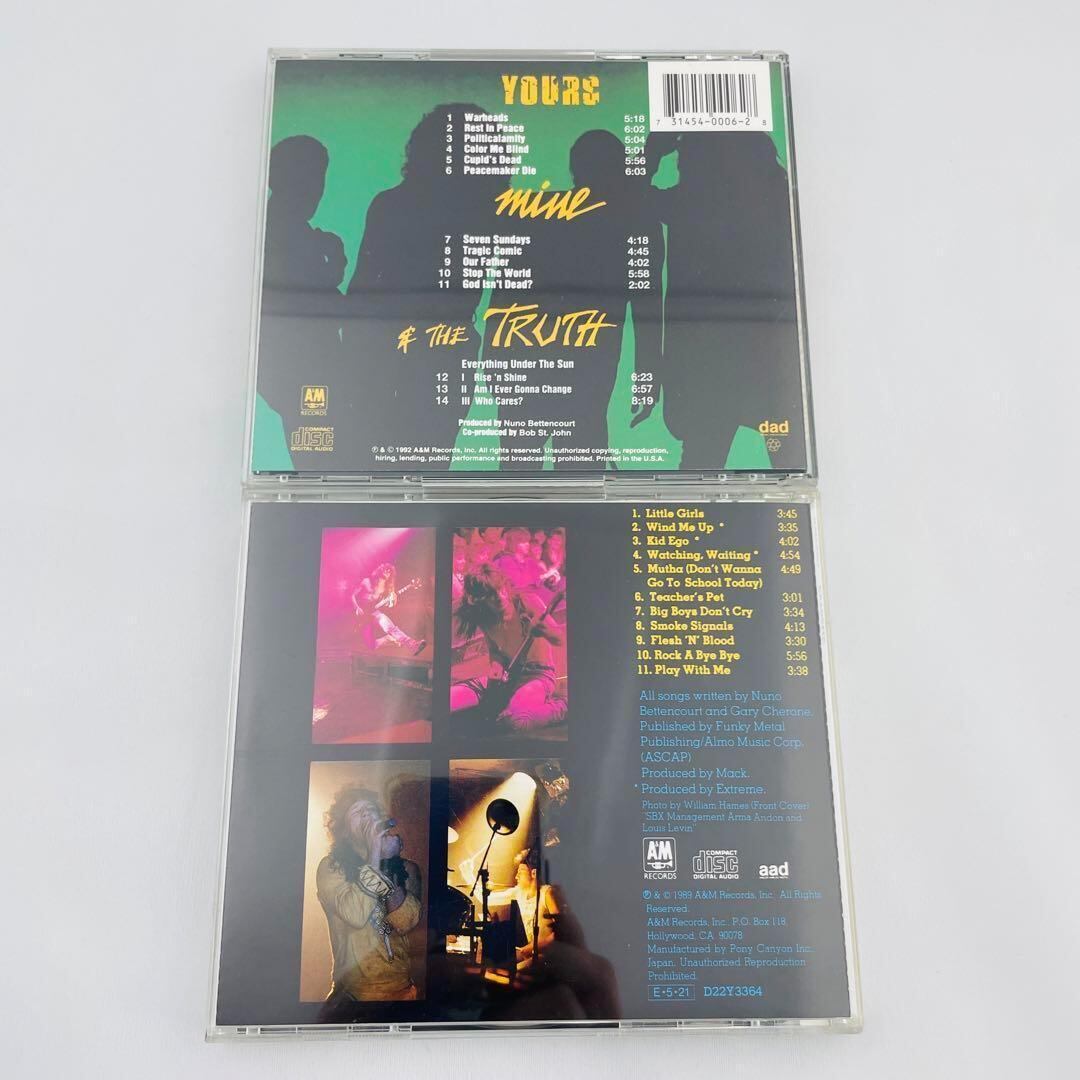 YOURS
1 Warheads 5:18
2 Rest In Peace 6:02
3 Politicalamity 5:04
4 Color Me Blind 5:01
5 Cupid's Dead 5:56
6 Peacemaker Die 6:03
7 31454-0006-2 8
mine
7 Seven Sundays 4:18
8 Tragic Comic 4:45
9 Our Father 4:02
10 Stop The World 5:58
11 God Isn't Dead? 2:02
& THE TRUTH
Everything Under The Sun
12 I Rise 'n Shine 6:23
13 II Am I Ever Gonna Change 6:57
14 III Who Cares? 8:19
A&M
RECORDS
COMPACT
disc
DIGITAL AUDIO
Produced by Nuno Bettencourt
Co-produced by Bob St. John
dad
℗ & © 1992 A&M Records, Inc. All rights reserved. Unauthorized copying, reproduction,
hiring, lending, public performance and broadcasting prohibited. Printed in the U.S.A.
1. Little Girls 3:45
2. Wind Me Up * 3:35
3. Kid Ego * 4:02
4. Watching, Waiting * 4:54
5. Mutha (Don't Wanna 4:49
Go To School Today)
6. Teacher's Pet 3:01
7. Big Boys Don't Cry 3:34
8. Smoke Signals 4:13
9. Flesh 'N' Blood 3:30
10. Rock A Bye Bye 5:56
11. Play With Me 3:38
All songs written by Nuno
Bettencourt and Gary Cherone.
Published by Funky Metal
Publishing/Almo Music Corp.
(ASCAP)
Produced by Mack.
* Produced by Extreme.
Photo by William Hames (Front Cover)
"SBX Management Arma Andon and
Louis Levin"
A&M
RECORDS
COMPACT
disc
DIGITAL AUDIO
aad
℗ & © 1989 A&M Records, Inc. All Rights
Reserved.
A&M Records, Inc. P.O. Box 118,
Hollywood, CA 90078
Manufactured by Pony Canyon Inc.,
Japan. Unauthorized Reproduction
Prohibited.
E•5•21 D22Y3364